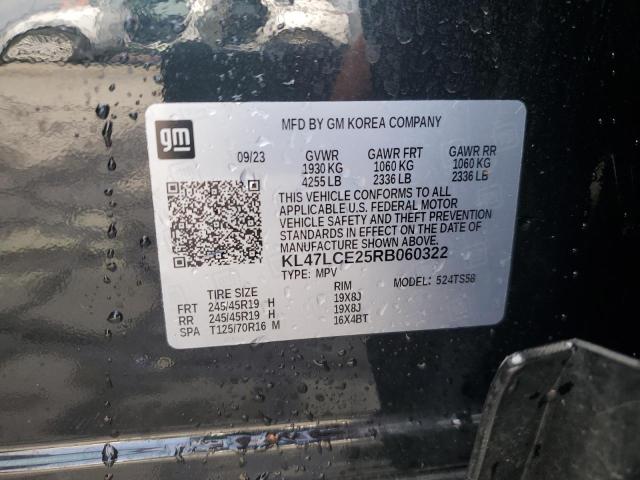 gm
MFD BY GM KOREA COMPANY
09/23 GVWR GAWR FRT GAWR RR
1930 KG 1060 KG 1060 KG
4255 LB 2336 LB 2336 LB
THIS VEHICLE CONFORMS TO ALL
APPLICABLE U.S. FEDERAL MOTOR
VEHICLE SAFETY AND THEFT PREVENTION
STANDARDS IN EFFECT ON THE DATE OF
MANUFACTURE SHOWN ABOVE.
KL47LCE25RB060322
TYPE: MPV MODEL: 524TS58
TIRE SIZE RIM
FRT 245/45R19 H 19X8J
RR 245/45R19 H 19X8J
SPA T125/70R16 M 16X4BT